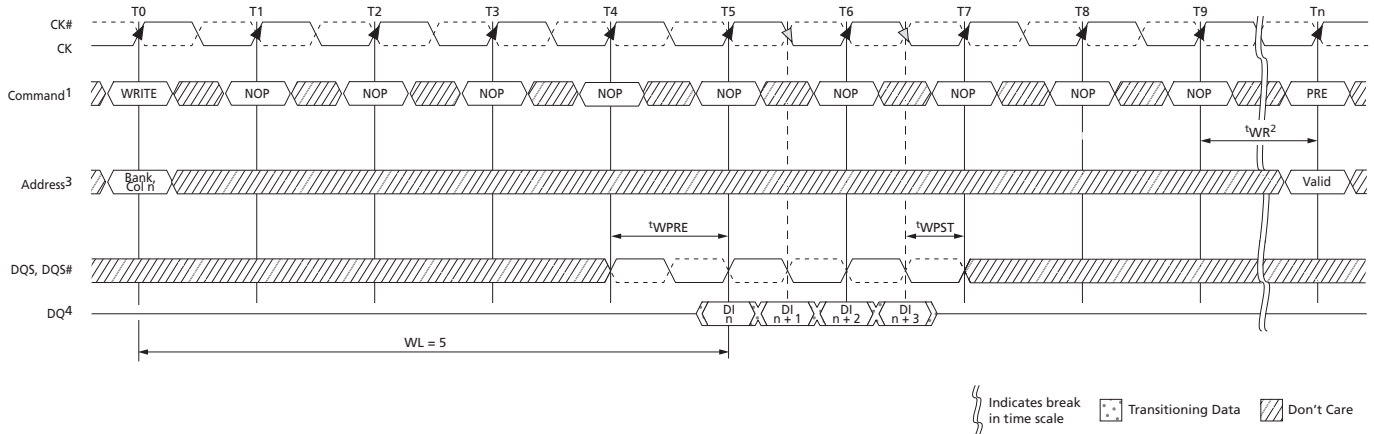 T0 T1 T2 T3 T4 T5 T6 T7 T8 T9 Tn
CK#
CK
Command1 WRITE NOP NOP NOP NOP NOP NOP NOP NOP NOP PRE
tWR2
Address3 Bank, Col n Valid
tWPRE tWPST
DQS, DQS#
DQ4 DI n DI n + 1 DI n + 2 DI n + 3
WL = 5
Indicates break in time scale Transitioning Data Don't Care